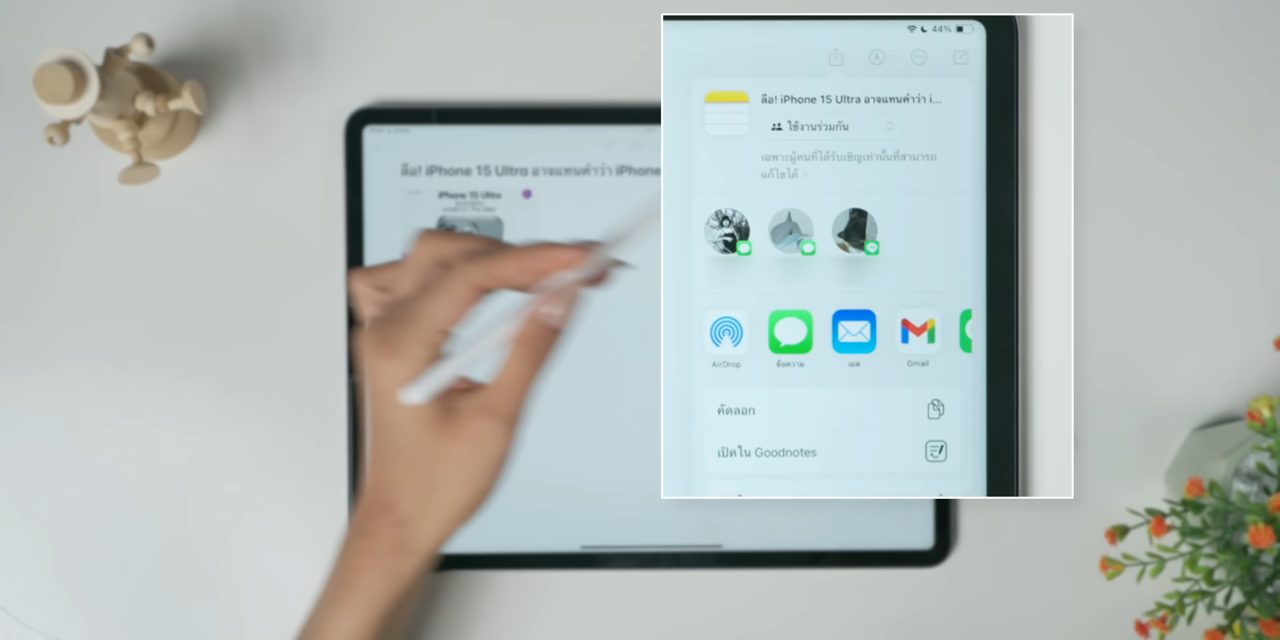 ลือ! iPhone 15 Ultra อาจแทนคำว่า iPhone
iPhone 15 Ultra
44%
ลือ! iPhone 15 Ultra อาจแทนคำว่า i...
ใช้งานร่วมกัน
เฉพาะผู้คนที่ได้รับเชิญเท่านั้นที่สามารถ
แก้ไขได้
AirDrop ข้อความ เมล Gmail
คัดลอก
เปิดใน Goodnotes